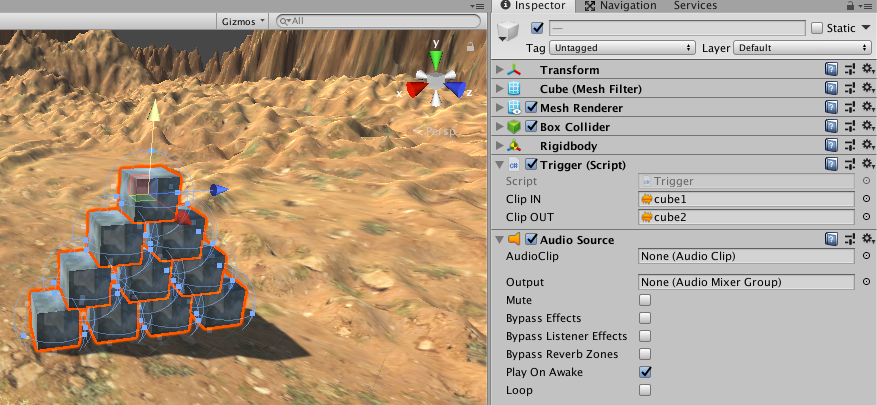 Gizmos
All
y
x
z
Persp
Inspector
Navigation
Services
—
Static
Tag
Untagged
Layer
Default
Transform
Cube (Mesh Filter)
Mesh Renderer
Box Collider
Rigidbody
Trigger (Script)
Script
Trigger
Clip IN
cube1
Clip OUT
cube2
Audio Source
AudioClip
None (Audio Clip)
Output
None (Audio Mixer Group)
Mute
Bypass Effects
Bypass Listener Effects
Bypass Reverb Zones
Play On Awake
Loop